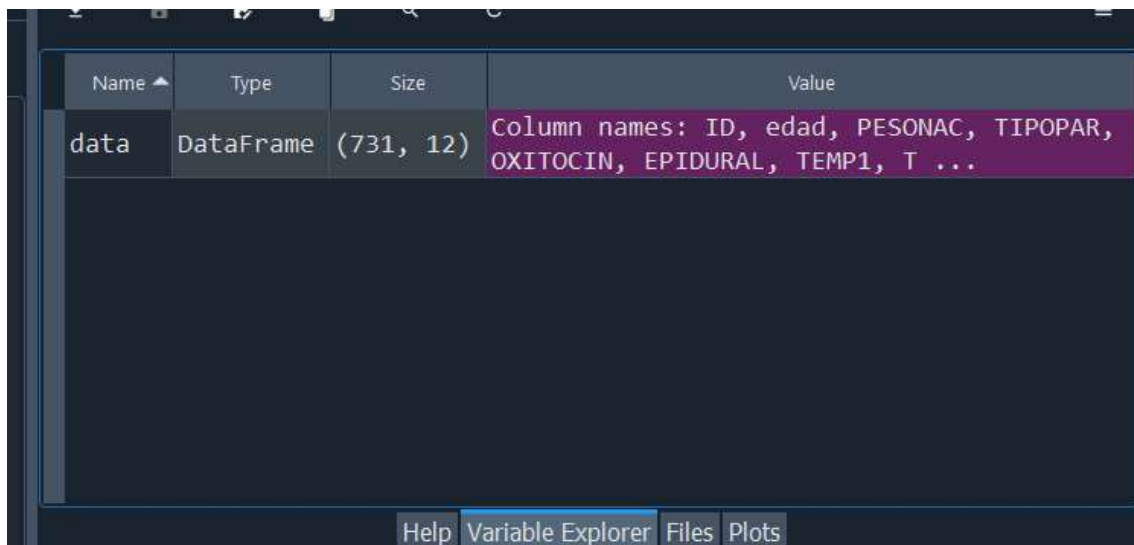 Name Type Size Value
data DataFrame (731, 12) Column names: ID, edad, PESONAC, TIPOPAR,
OXITOCIN, EPIDURAL, TEMP1, T ...
Help Variable Explorer Files Plots